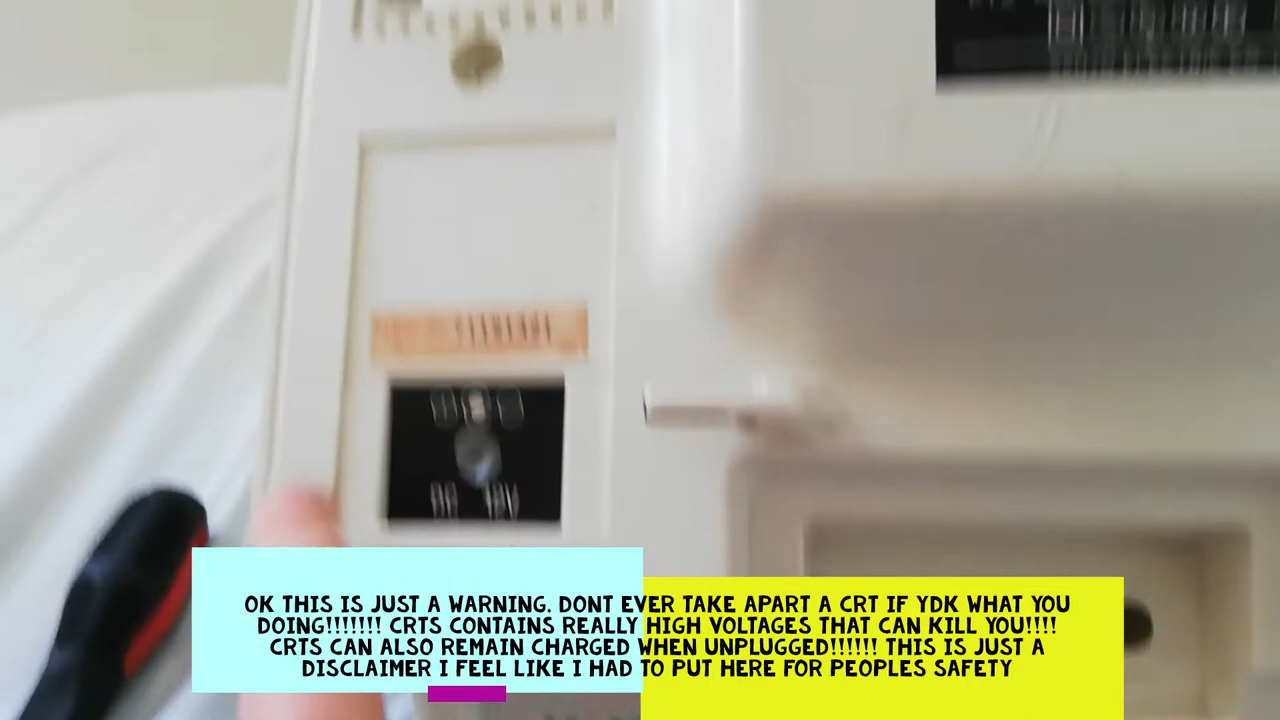 OK THIS IS JUST A WARNING. DONT EVER TAKE APART A CRT IF YDK WHAT YOU
DOING!!!!!!! CRTS CONTAINS REALLY HIGH VOLTAGES THAT CAN KILL YOU!!!!
CRTS CAN ALSO REMAIN CHARGED WHEN UNPLUGGED!!!!!! THIS IS JUST A
DISCLAIMER I FEEL LIKE I HAD TO PUT HERE FOR PEOPLES SAFETY